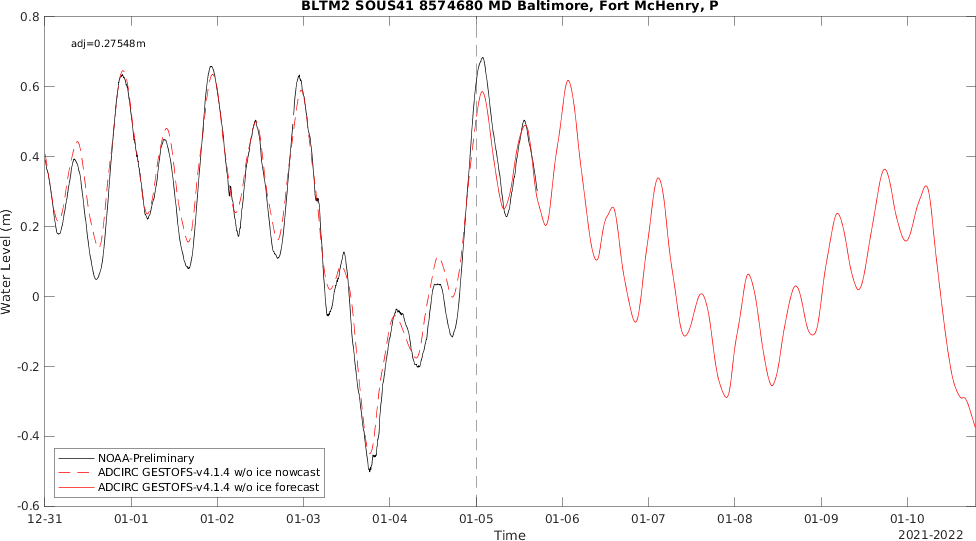 BLTM2 SOUS41 8574680 MD Baltimore, Fort McHenry, P
adj=0.27548m
0.8
0.6
0.4
0.2
0
-0.2
-0.4
-0.6
Water Level (m)
NOAA-Preliminary
ADCIRC GESTOFS-v4.1.4 w/o ice nowcast
ADCIRC GESTOFS-v4.1.4 w/o ice forecast
12-31 01-01 01-02 01-03 01-04 01-05 01-06 01-07 01-08 01-09 01-10
Time
2021-2022